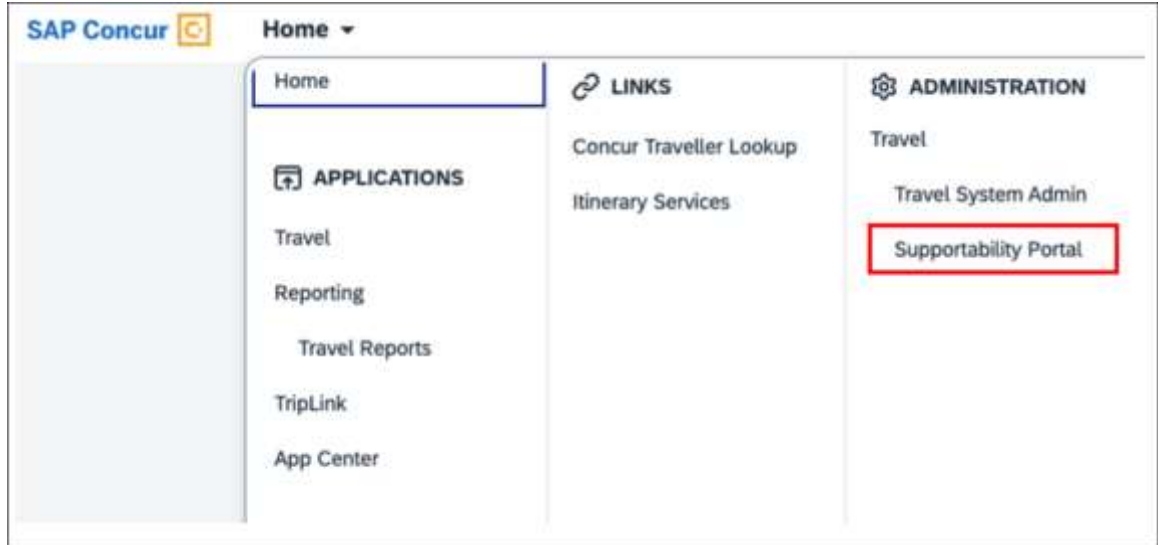 SAP Concur
Home
Home
APPLICATIONS
Travel
Reporting
Travel Reports
TripLink
App Center
LINKS
Concur Traveller Lookup
Itinerary Services
ADMINISTRATION
Travel
Travel System Admin
Supportability Portal